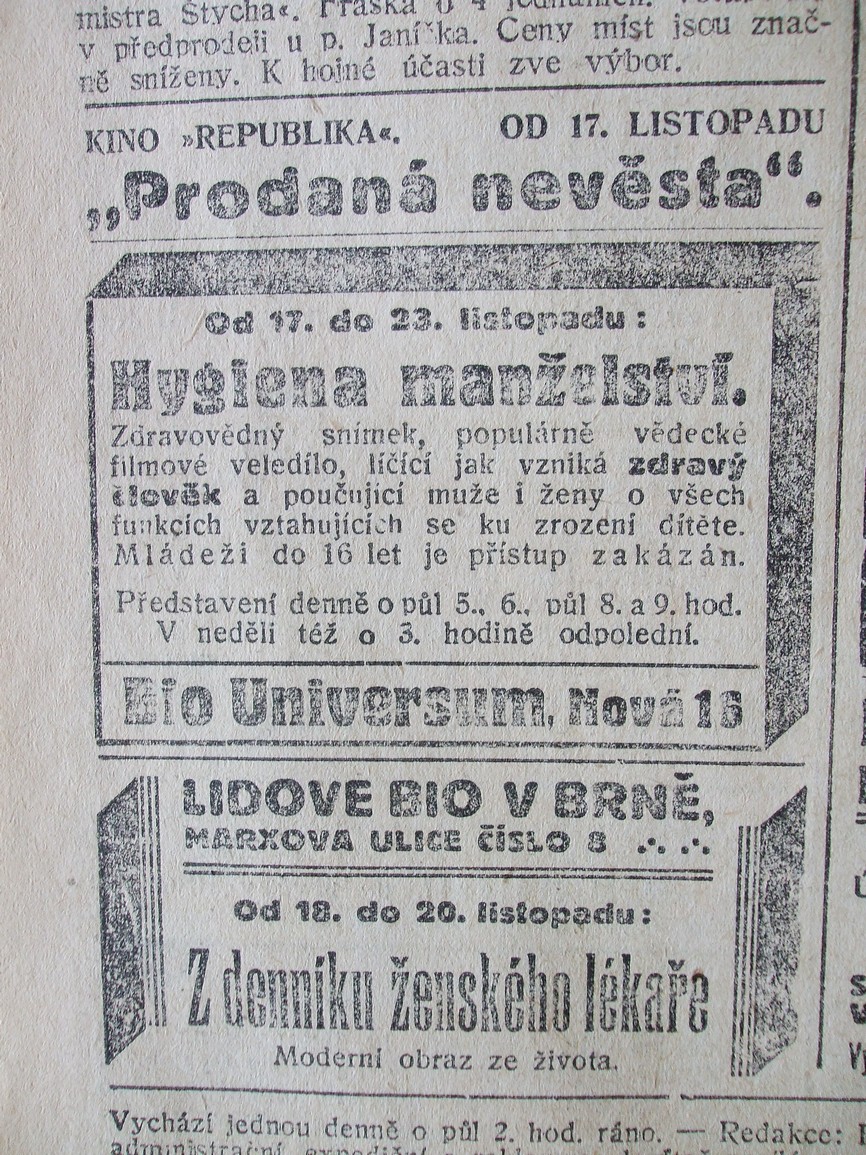 mistra Štycha«. Fraška o 4 jednáních.
v předprodeji u p. Janíčka. Ceny míst jsou znač-
ně sníženy. K hojné účasti zve výbor.
KINO »REPUBLIKA«. OD 17. LISTOPADU
„Prodaná nevěsta“.
Od 17. do 23. listopadu:
Hygiena manželství.
Zdravovědný snímek, populárně vědecké
filmové veledílo, líčící jak vzniká zdravý
člověk a poučující muže i ženy o všech
funkcích vztahujících se ku zrození dítěte.
Mládeži do 16 let je přístup zakázán.
Představení denně o půl 5., 6., půl 8. a 9. hod.
V neděli též o 3. hodině odpolední.
Bio Universum, Nová 16
LIDOVE BIO V BRNĚ,
MARXOVA ULICE ČÍSLO 8
Od 18. do 20. listopadu:
Z denníku ženského lékaře
Moderní obraz ze života.
Vychází jednou denně o půl 2. hod. ráno. — Redakce:
administrační